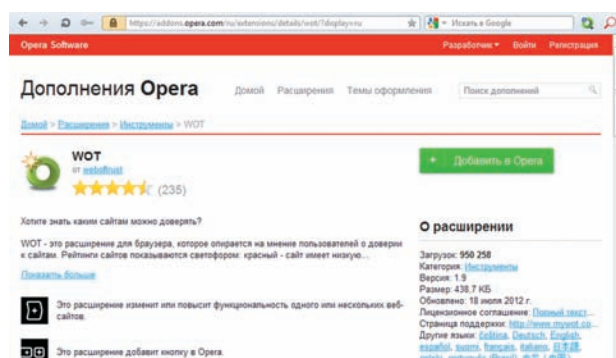 https://addons.opera.com/ru/extensions/details/wot/?display=ru
Искать в Google
Opera Software
Разработчик
Войти
Регистрация
Дополнения Opera
Домой
Расширения
Темы оформления
Поиск дополнений
Домой > Расширения > Инструменты > WOT
WOT
от weboftrust
(235)
+ Добавить в Opera
Хотите знать каким сайтам можно доверять?
WOT - это расширение для браузера, которое опирается на мнение пользователей о доверии
к сайтам. Рейтинги сайтов показываются светофором: красный - сайт имеет низкую...
Показать больше
Это расширение изменит или повысит функциональность одного или нескольких веб-
сайтов.
Это расширение добавит кнопку в Opera.
О расширении
Загрузок: 950 258
Категория: Инструменты
Версия: 1.9
Размер: 438,7 КБ
Обновлено: 18 июля 2012 г.
Лицензионное соглашение: Полный текст...
Страница поддержки: http://www.mywot.co...
Другие языки: čeština, Deutsch, English,
español, suomi, français, italiano, 日本語,